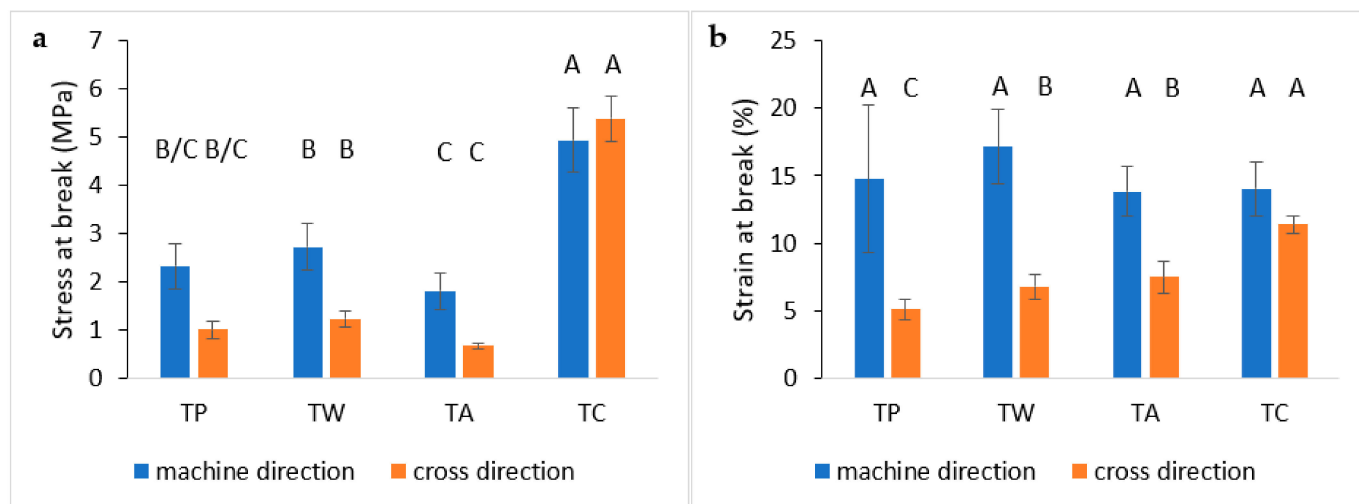 a
Stress at break (MPa)
7
6
5
4
3
2
1
0
B/C B/C B B C C A A
TP TW TA TC
machine direction cross direction
b
Strain at break (%)
25
20
15
10
5
0
A C A B A B A A
TP TW TA TC
machine direction cross direction